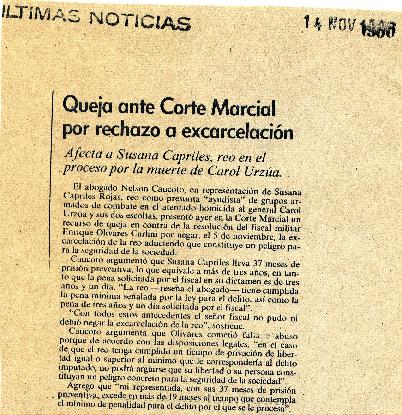 ULTIMAS NOTICIAS
14 NOV
Queja ante Corte Marcial
por rechazo a excarcelación
Afecta a Susana Capriles, reo en el
proceso por la muerte de Carol Urzúa.
El abogado Nelson Caucoto, en representación de Susana
Capriles Rojas, reo como presunta "ayudista" de grupos ar-
mados de combate en el atentado homicida al general Carol
Urzúa y sus dos escoltas, presentó ayer en la Corte Marcial un
recurso de queja en contra de la resolución del fiscal militar
Enrique Olivares Carlini por negar, el 5 de noviembre, la ex-
carcelación de la reo aduciendo que constituye un peligro pa-
ra la seguridad de la sociedad.
Caucoto argumentó que Susana Capriles lleva 37 meses de
prisión preventiva, lo que equivale a más de tres años, en tan-
to que la pena solicitada por el fiscal en su dictamen es de tres
años y un día. "La reo —reseña el abogado— tiene cumplida
la pena mínima señalada por la ley para el delito, así como la
pena de tres años y un día solicitada por el fiscal".
"Con todos estos antecedentes el señor fiscal no pudo ni
debió negar la excarcelación de la reo", sostiene.
Caucoto argumenta que Olivares cometió falta o abuso
porque de acuerdo con las disposiciones legales, "en el caso
de que el reo tenga cumplido un tiempo de privación de liber-
tad igual o superior al mínimo que le correspondería al delito
imputado, no podrá argüirse que su libertad o su persona cons-
tituyan un peligro concreto para la seguridad de la sociedad".
Agregó que "mi representada, con sus 37 meses de prisión
preventiva, excede en más de 19 meses al tiempo que contempla
el mínimo de penalidad para el delito por el que se le procesa".